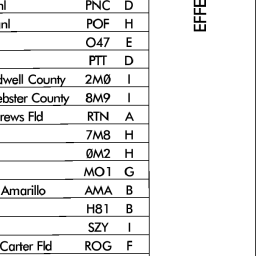 nl PNC D
nl POF H
O47 E
PTT D
dwell County 2MØ I
ebster County 8M9 I
rews Fld RTN A
7M8 H
ØM2 H
MO1 G
Amarillo AMA B
H81 B
SZY I
Carter Fld ROG F
EFFE